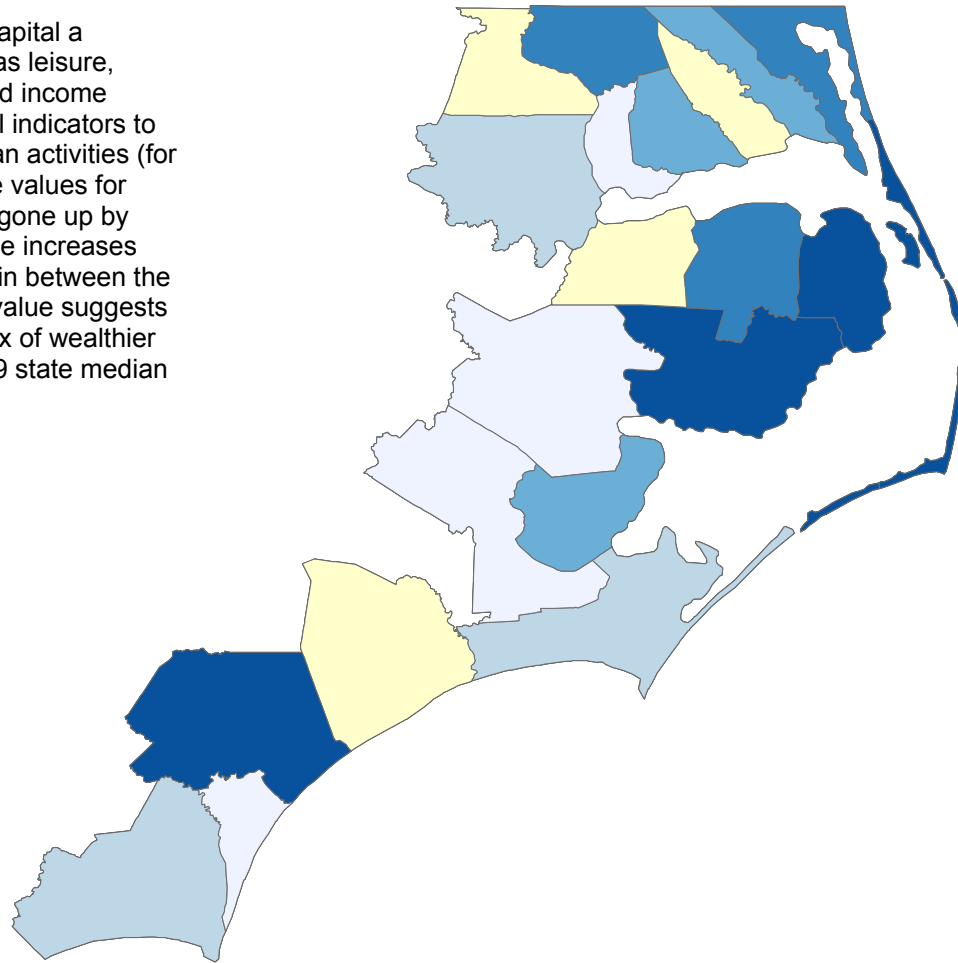 apital a
as leisure,
d income
l indicators to
an activities (for
e values for
gone up by
e increases
in between the
value suggests
x of wealthier
9 state median